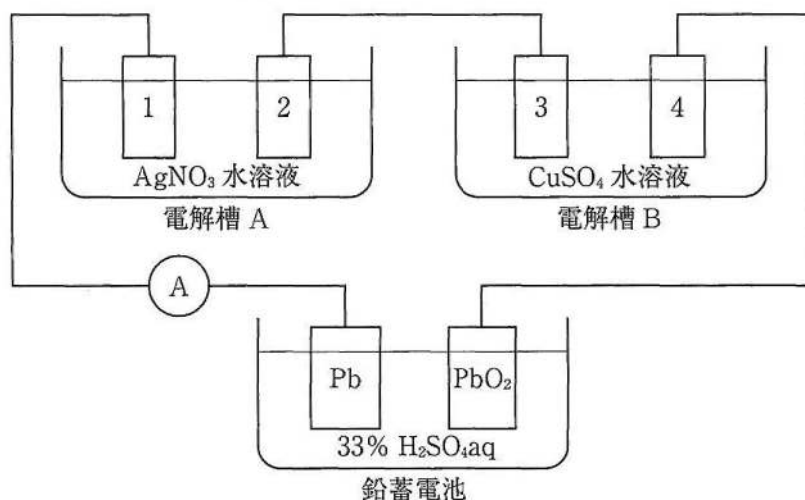 1
2
AgNO₃ 水溶液
電解槽 A
3
4
CuSO₄ 水溶液
電解槽 B
A
Pb
PbO₂
33% H₂SO₄aq
鉛蓄電池